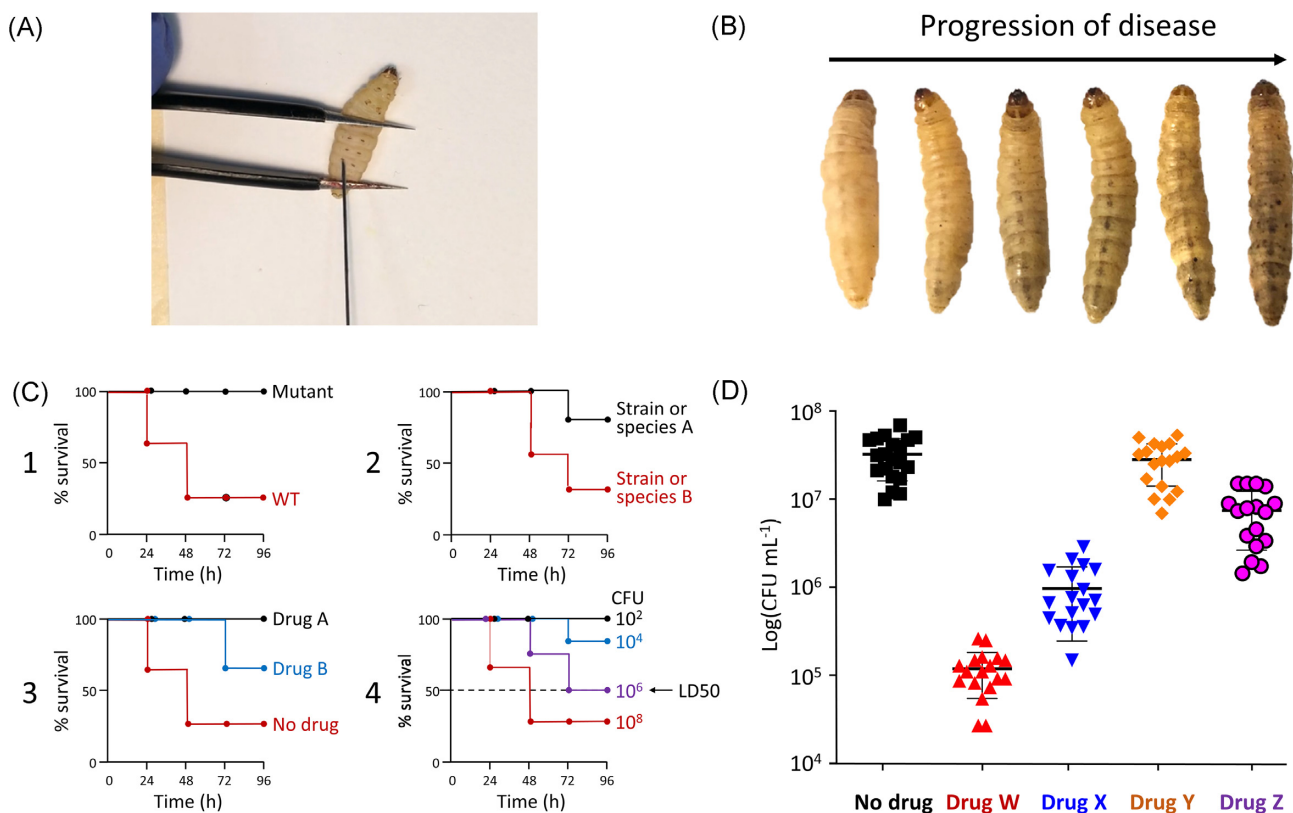 (A)
(B)
Progression of disease
(C)
1
% survival
100
50
0
0 24 48 72 96
Time (h)
Mutant
WT
2
% survival
100
50
0
0 24 48 72 96
Time (h)
Strain or
species A
Strain or
species B
3
% survival
100
50
0
0 24 48 72 96
Time (h)
Drug A
Drug B
No drug
4
% survival
100
50
0
0 24 48 72 96
Time (h)
CFU
10²
10⁴
10⁶
LD50
10⁸
(D)
Log(CFU mL⁻¹)
10⁸
10⁷
10⁶
10⁵
10⁴
No drug Drug W Drug X Drug Y Drug Z